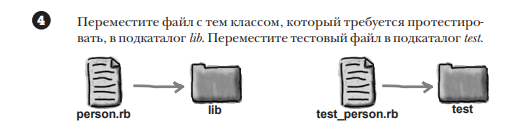 4 Переместите файл с тем классом, который требуется протестиро-
вать, в подкаталог lib. Переместите тестовый файл в подкаталог test.
person.rb lib test_person.rb test